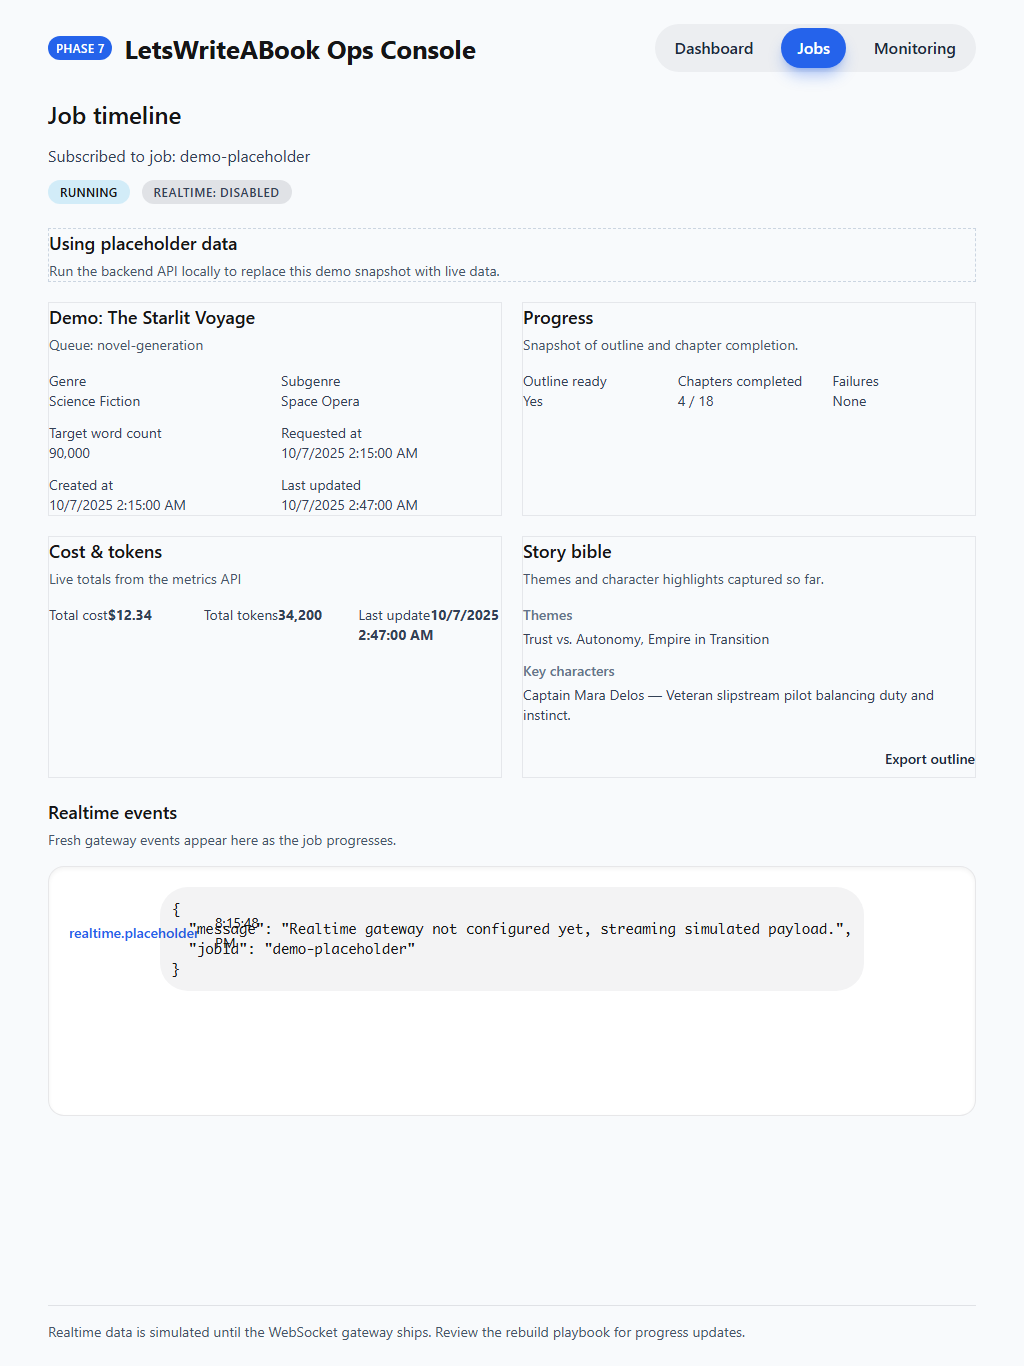 PHASE 7
LetsWriteABook Ops Console
Dashboard
Jobs
Monitoring
Job timeline
Subscribed to job: demo-placeholder
RUNNING
REALTIME: DISABLED
Using placeholder data
Run the backend API locally to replace this demo snapshot with live data.
Demo: The Starlit Voyage
Queue: novel-generation
Genre
Science Fiction
Subgenre
Space Opera
Target word count
90,000
Requested at
10/7/2025 2:15:00 AM
Created at
10/7/2025 2:15:00 AM
Last updated
10/7/2025 2:47:00 AM
Progress
Snapshot of outline and chapter completion.
Outline ready
Yes
Chapters completed
4 / 18
Failures
None
Cost & tokens
Live totals from the metrics API
Total cost$12.34
Total tokens34,200
Last update10/7/2025
2:47:00 AM
Story bible
Themes and character highlights captured so far.
Themes
Trust vs. Autonomy, Empire in Transition
Key characters
Captain Mara Delos — Veteran slipstream pilot balancing duty and
instinct.
Export outline
Realtime events
Fresh gateway events appear here as the job progresses.
realtime.placeholder
8:15:48
PM
{
"message": "Realtime gateway not configured yet, streaming simulated payload.",
"jobId": "demo-placeholder"
}
Realtime data is simulated until the WebSocket gateway ships. Review the rebuild playbook for progress updates.